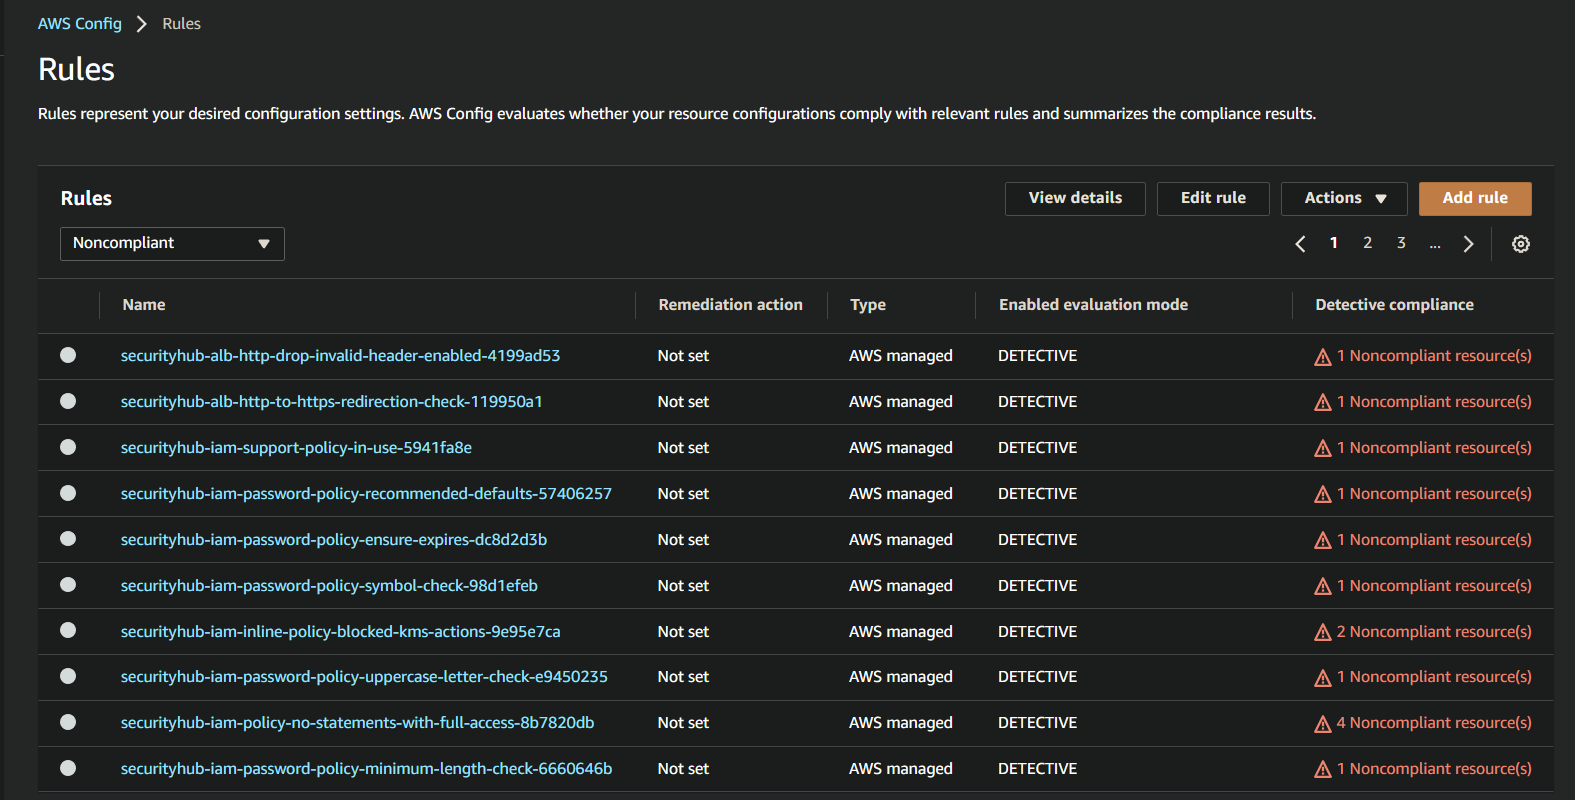 AWS Config > Rules
Rules
Rules represent your desired configuration settings. AWS Config evaluates whether your resource configurations comply with relevant rules and summarizes the compliance results.
Rules View details Edit rule Actions Add rule
Noncompliant 1 2 3 ...
Name Remediation action Type Enabled evaluation mode Detective compliance
securityhub-alb-http-drop-invalid-header-enabled-4199ad53 Not set AWS managed DETECTIVE 1 Noncompliant resource(s)
securityhub-alb-http-to-https-redirection-check-119950a1 Not set AWS managed DETECTIVE 1 Noncompliant resource(s)
securityhub-iam-support-policy-in-use-5941fa8e Not set AWS managed DETECTIVE 1 Noncompliant resource(s)
securityhub-iam-password-policy-recommended-defaults-57406257 Not set AWS managed DETECTIVE 1 Noncompliant resource(s)
securityhub-iam-password-policy-ensure-expires-dc8d2d3b Not set AWS managed DETECTIVE 1 Noncompliant resource(s)
securityhub-iam-password-policy-symbol-check-98d1efeb Not set AWS managed DETECTIVE 1 Noncompliant resource(s)
securityhub-iam-inline-policy-blocked-kms-actions-9e95e7ca Not set AWS managed DETECTIVE 2 Noncompliant resource(s)
securityhub-iam-password-policy-uppercase-letter-check-e9450235 Not set AWS managed DETECTIVE 1 Noncompliant resource(s)
securityhub-iam-policy-no-statements-with-full-access-8b7820db Not set AWS managed DETECTIVE 4 Noncompliant resource(s)
securityhub-iam-password-policy-minimum-length-check-6660646b Not set AWS managed DETECTIVE 1 Noncompliant resource(s)